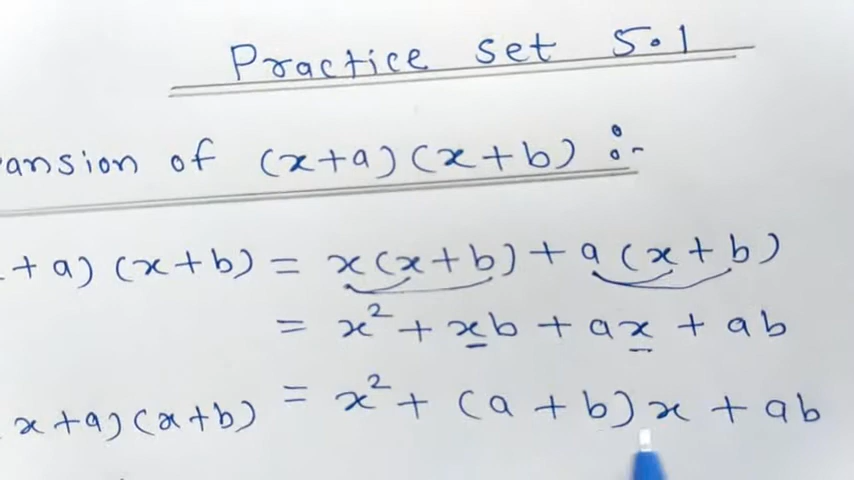 Practice set 5.1
ansion of (x+a)(x+b) :-
+ a) (x+b) = x(x+b) + a(x+b)
= x² + xb + ax + ab
x+a)(x+b) = x² + (a + b)x + ab